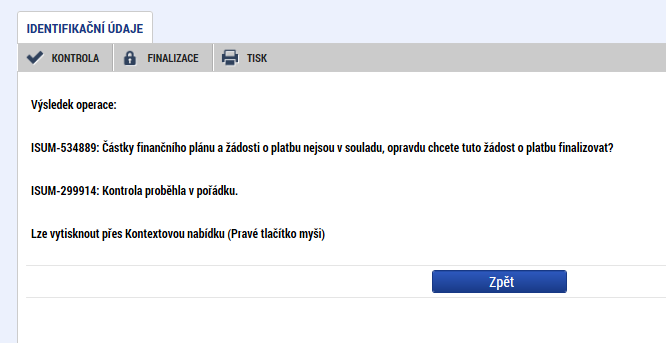 IDENTIFIKAČNÍ ÚDAJE
KONTROLA FINALIZACE TISK
Výsledek operace:
ISUM-534889: Částky finančního plánu a žádosti o platbu nejsou v souladu, opravdu chcete tuto žádost o platbu finalizovat?
ISUM-299914: Kontrola proběhla v pořádku.
Lze vytisknout přes Kontextovou nabídku (Pravé tlačítko myši)
Zpět